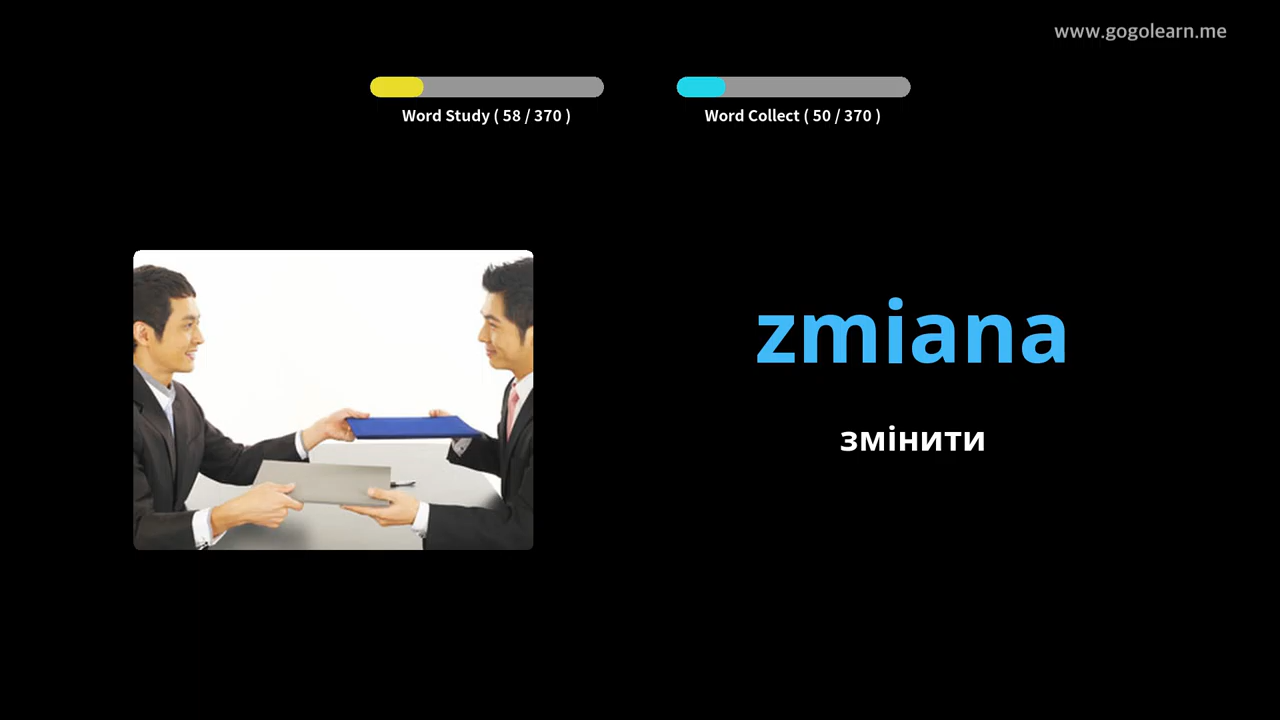 www.gogolearn.me
Word Study ( 58 / 370 )
Word Collect ( 50 / 370 )
zmiana
змінити